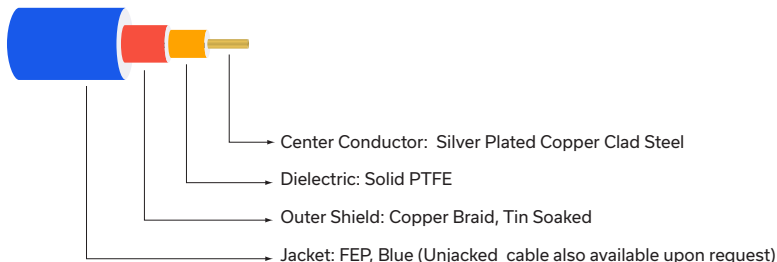 Center Conductor: Silver Plated Copper Clad Steel
Dielectric: Solid PTFE
Outer Shield: Copper Braid, Tin Soaked
Jacket: FEP, Blue (Unjacked cable also available upon request)